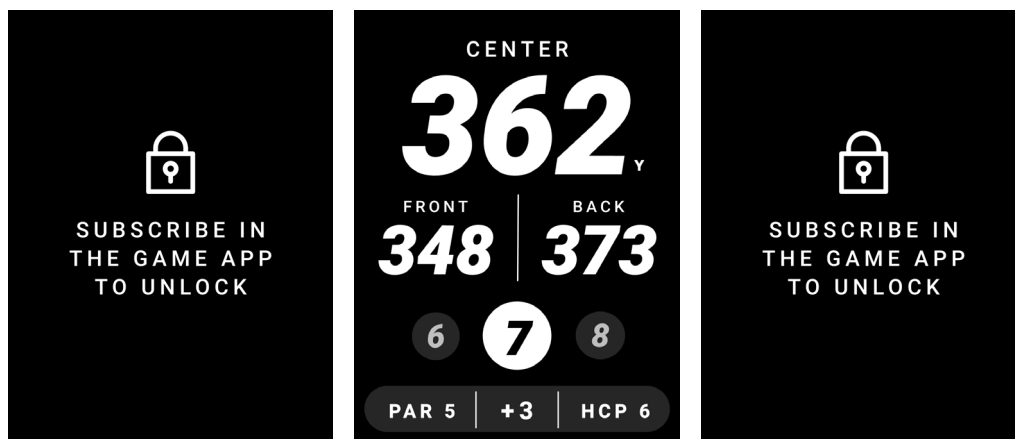 SUBSCRIBE IN
THE GAME APP
TO UNLOCK
CENTER
362 Y
FRONT BACK
348 373
6 7 8
PAR 5 +3 HCP 6
SUBSCRIBE IN
THE GAME APP
TO UNLOCK